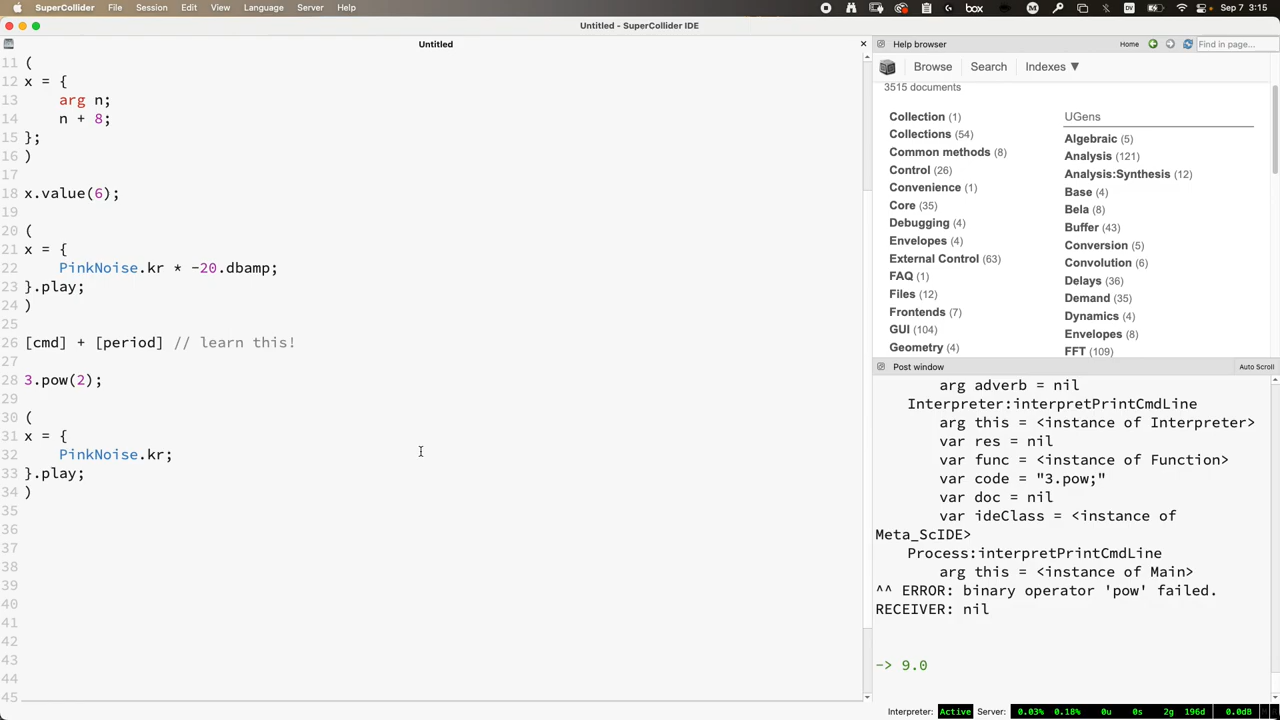 SuperCollider File Session Edit View Language Server Help
Sep 7 3:15
Untitled - SuperCollider IDE
Untitled
11 (
12 x = {
13 arg n;
14 n + 8;
15 };
16 )
17
18 x.value(6);
19
20 (
21 x = {
22 PinkNoise.kr * -20.dbamp;
23 }.play;
24 )
25
26 [cmd] + [period] // learn this!
27
28 3.pow(2);
29
30 (
31 x = {
32 PinkNoise.kr;
33 }.play;
34 )
35
36
37
38
39
40
41
42
43
44
45
Help browser
Home
Find in page...
Browse Search Indexes ▼
3515 documents
Collection (1)
Collections (54)
Common methods (8)
Control (26)
Convenience (1)
Core (35)
Debugging (4)
Envelopes (4)
External Control (63)
FAQ (1)
Files (12)
Frontends (7)
GUI (104)
Geometry (4)
UGens
Algebraic (5)
Analysis (121)
Analysis:Synthesis (12)
Base (4)
Bela (8)
Buffer (43)
Conversion (5)
Convolution (6)
Delays (36)
Demand (35)
Dynamics (4)
Envelopes (8)
FFT (109)
Post window
Auto Scroll
arg adverb = nil
Interpreter:interpretPrintCmdLine
arg this = <instance of Interpreter>
var res = nil
var func = <instance of Function>
var code = "3.pow;"
var doc = nil
var ideClass = <instance of
Meta_ScIDE>
Process:interpretPrintCmdLine
arg this = <instance of Main>
^^ ERROR: binary operator 'pow' failed.
RECEIVER: nil
-> 9.0
Interpreter: Active Server: 0.03% 0.18% 0u 0s 2g 196d 0.0dB